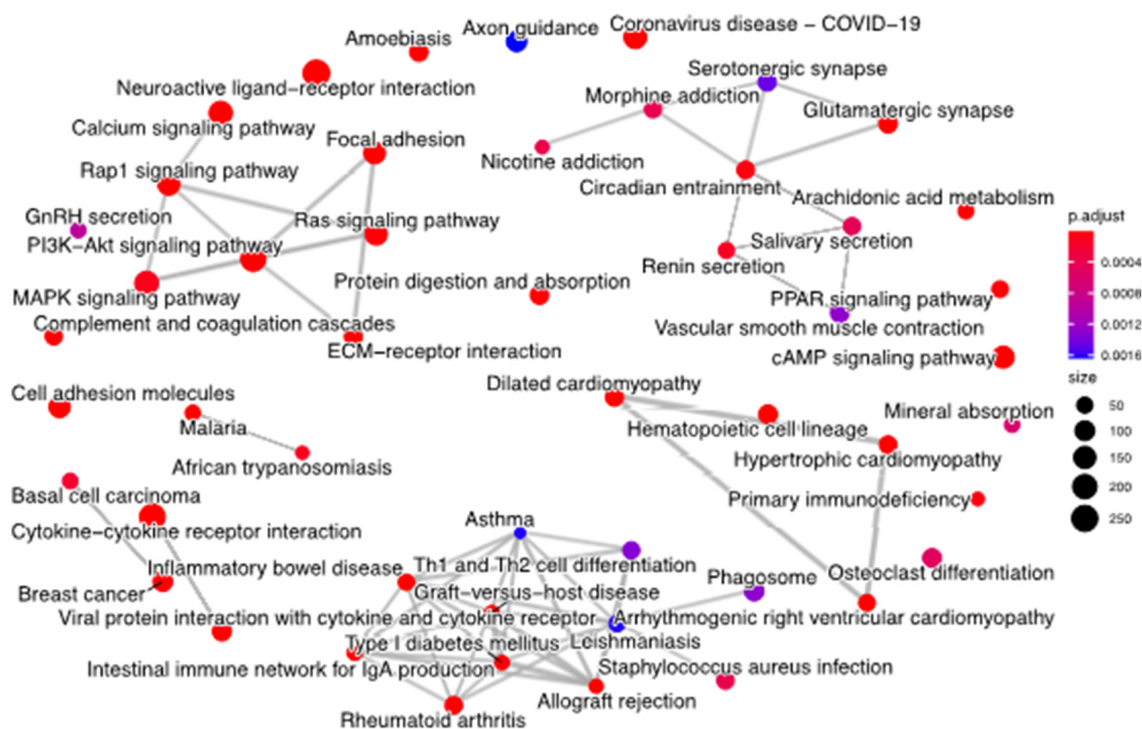 Axon guidance
Coronavirus disease – COVID–19
Amoebiasis
Serotonergic synapse
Neuroactive ligand–receptor interaction
Morphine addiction
Glutamatergic synapse
Calcium signaling pathway
Focal adhesion
Nicotine addiction
Rap1 signaling pathway
Circadian entrainment
Arachidonic acid metabolism
GnRH secretion
Ras signaling pathway
p.adjust
PI3K–Akt signaling pathway
Salivary secretion
0.0004
Renin secretion
Protein digestion and absorption
0.0008
MAPK signaling pathway
PPAR signaling pathway
0.0012
Complement and coagulation cascades
Vascular smooth muscle contraction
ECM–receptor interaction
cAMP signaling pathway
0.0016
size
Dilated cardiomyopathy
Cell adhesion molecules
50
Mineral absorption
Malaria
Hematopoietic cell lineage
100
African trypanosomiasis
Hypertrophic cardiomyopathy
150
200
Basal cell carcinoma
Primary immunodeficiency
250
Asthma
Cytokine–cytokine receptor interaction
Inflammatory bowel disease
Th1 and Th2 cell differentiation
Phagosome
Osteoclast differentiation
Breast cancer
Graft–versus–host disease
Viral protein interaction with cytokine and cytokine receptor
Arrhythmogenic right ventricular cardiomyopathy
Type I diabetes mellitus
Leishmaniasis
Intestinal immune network for IgA production
Staphylococcus aureus infection
Allograft rejection
Rheumatoid arthritis